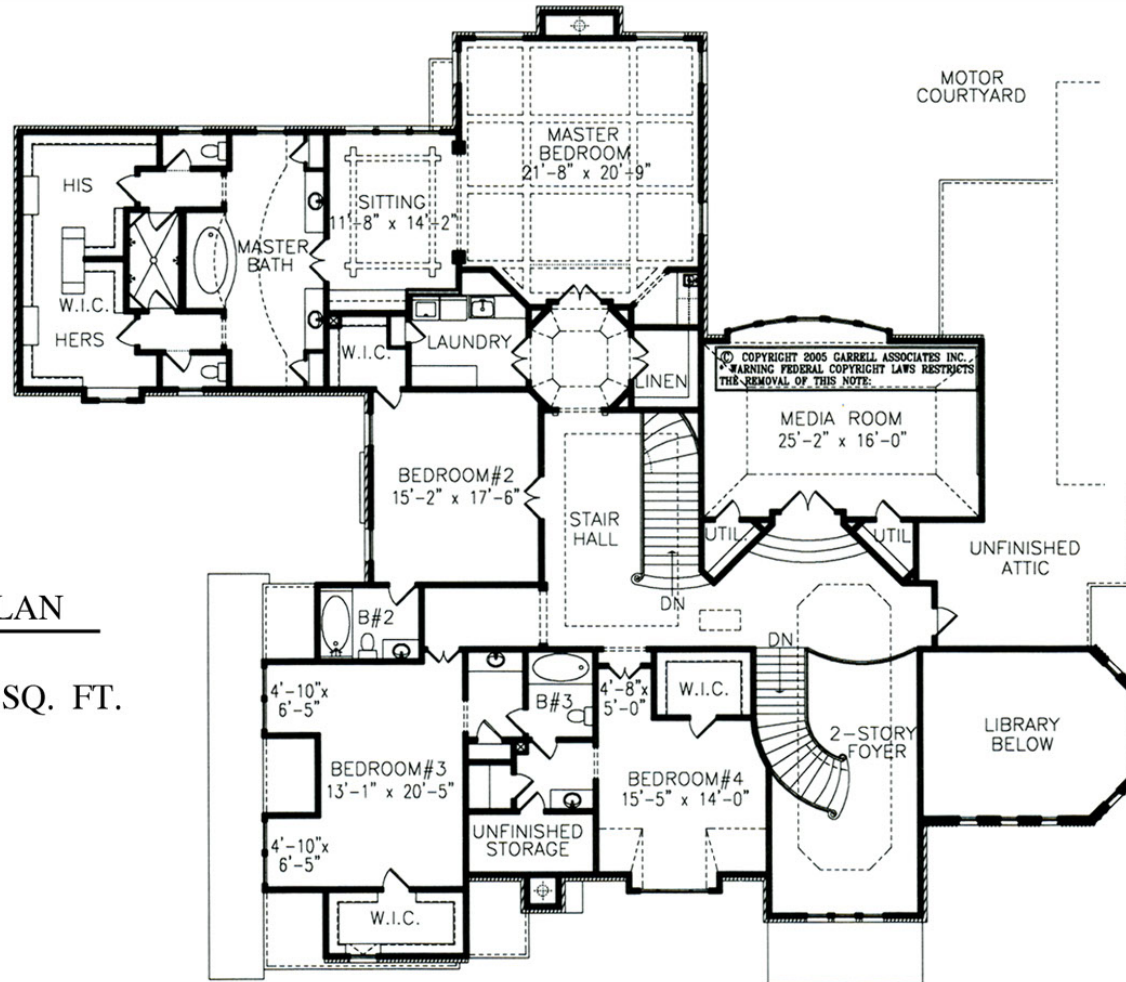 MOTOR
COURTYARD
MASTER
BEDROOM
21'-8" x 20'-9"
HIS
SITTING
11'-8" x 14'-2"
MASTER
BATH
W.I.C.
HERS
W.I.C.
LAUNDRY
LINEN
© COPYRIGHT 2005 GARRELL ASSOCIATES INC.
WARNING FEDERAL COPYRIGHT LAWS RESTRICTS
THE REMOVAL OF THIS NOTE:
MEDIA ROOM
25'-2" x 16'-0"
BEDROOM#2
15'-2" x 17'-6"
STAIR
HALL
UTIL.
UTIL
UNFINISHED
ATTIC
DN
LAN
SQ. FT.
B#2
DN
4'-10"x
6'-5"
B#3
4'-8"x
5'-0"
W.I.C.
2-STORY
FOYER
LIBRARY
BELOW
BEDROOM#3
13'-1" x 20'-5"
BEDROOM#4
15'-5" x 14'-0"
UNFINISHED
STORAGE
4'-10"x
6'-5"
W.I.C.